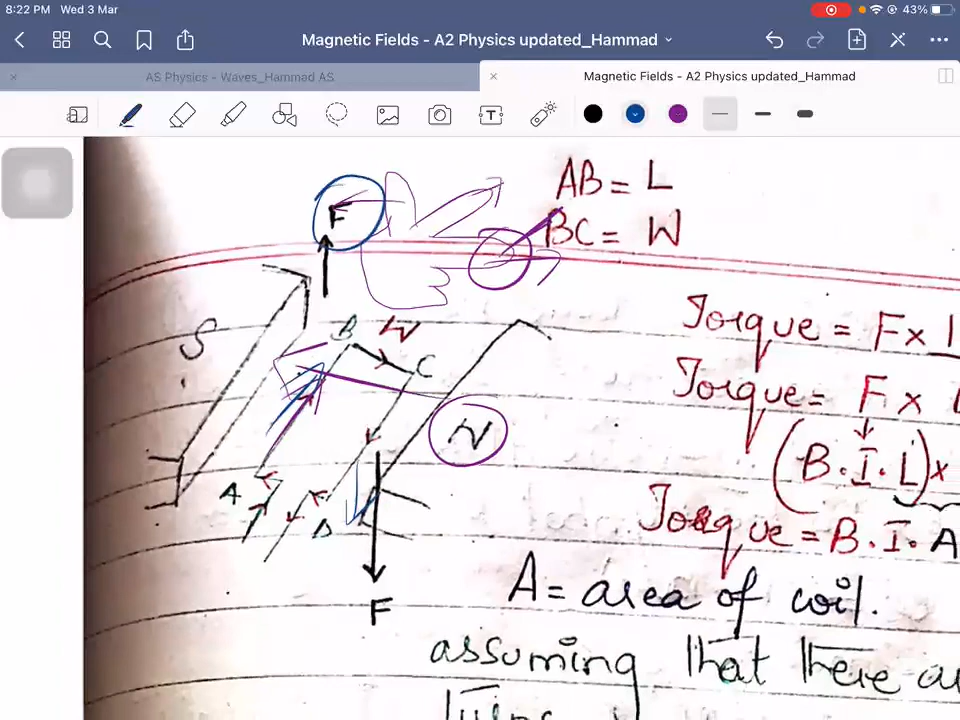 8:22 PM Wed 3 Mar
43%
Magnetic Fields - A2 Physics updated_Hammad
AS Physics - Waves_Hammad AS
Magnetic Fields - A2 Physics updated_Hammad
AB = L
BC = W
F
S
B
W
C
N
A
D
F
Torque = F x
Torque = F x
(B.I.L) x
Torque = B.I.A
A = area of coil.
assuming that there